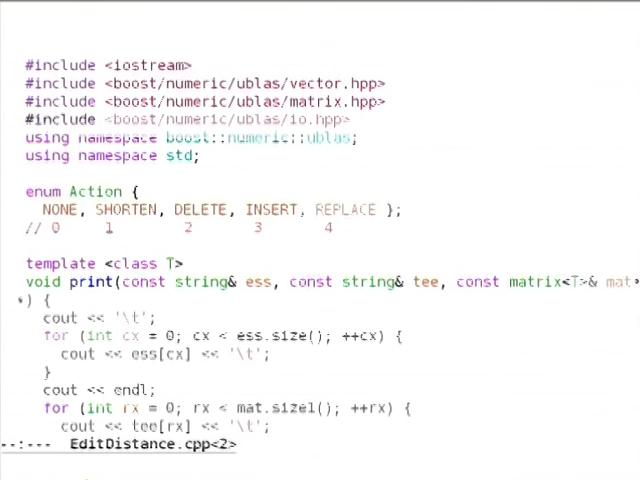 #include <iostream>
#include <boost/numeric/ublas/vector.hpp>
#include <boost/numeric/ublas/matrix.hpp>
#include <boost/numeric/ublas/io.hpp>
using namespace boost::numeric::ublas;
using namespace std;
enum Action {
NONE, SHORTEN, DELETE, INSERT, REPLACE };
// 0 1 2 3 4
template <class T>
void print(const string& ess, const string& tee, const matrix<T>& mat
) {
cout << '\t';
for (int cx = 0; cx < ess.size(); ++cx) {
cout << ess[cx] << '\t';
}
cout << endl;
for (int rx = 0; rx < mat.size1(); ++rx) {
cout << tee[rx] << '\t';
--:--- EditDistance.cpp<2>